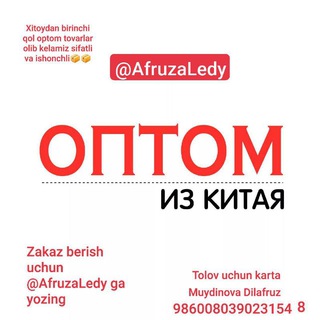 Xitoydan birinchi
qol optom tovarlar
olib kelamiz sifatli
va ishonchli📦📦
@AfruzaLedy
ОПТОМ
ИЗ КИТАЯ
Zakaz berish
uchun
@AfruzaLedy ga
yozing
Tolov uchun karta
Muydinova Dilafruz
986008039023154 8